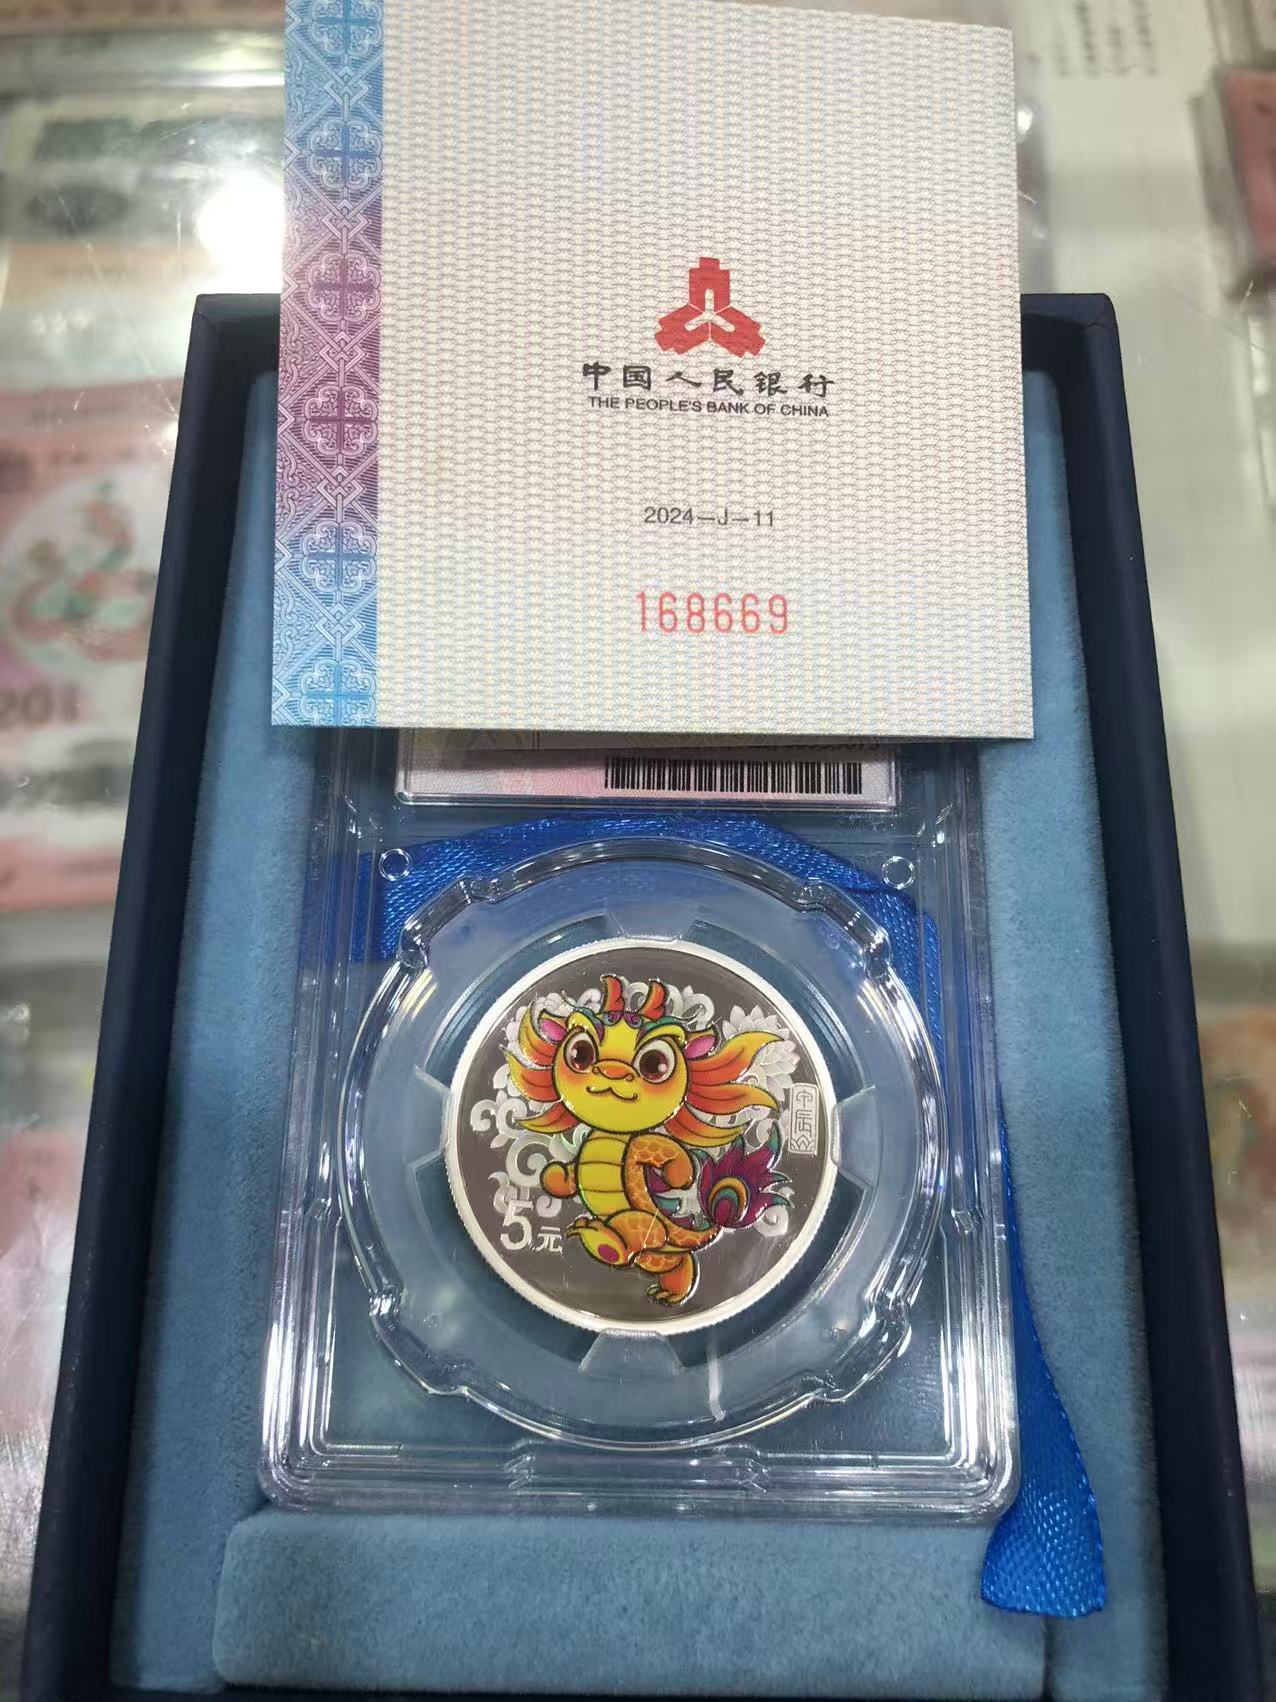 中国人民银行
THE PEOPLE'S BANK OF CHINA
2024-J-11
168669
甲辰
5元